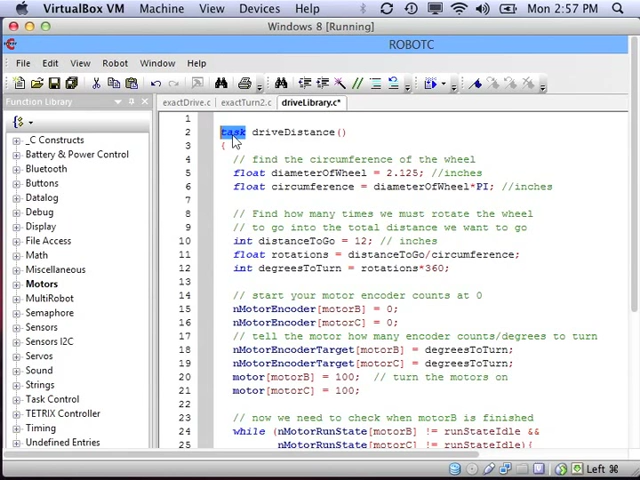 VirtualBox VM Machine View Devices Help Mon 2:57 PM
Windows 8 [Running]
ROBOTC
File Edit View Robot Window Help
Function Library
exactDrive.c exactTurn2.c driveLibrary.c*
_C Constructs
Battery & Power Control
Bluetooth
Buttons
Datalog
Debug
Display
File Access
Math
Miscellaneous
Motors
MultiRobot
Semaphore
Sensors
Sensors I2C
Servos
Sound
Strings
Task Control
TETRIX Controller
Timing
Undefined Entries
1
2 task driveDistance()
3 {
4 // find the circumference of the wheel
5 float diameterOfWheel = 2.125; //inches
6 float circumference = diameterOfWheel*PI; //inches
7
8 // Find how many times we must rotate the wheel
9 // to go into the total distance we want to go
10 int distanceToGo = 12; // inches
11 float rotations = distanceToGo/circumference;
12 int degreesToTurn = rotations*360;
13
14 // start your motor encoder counts at 0
15 nMotorEncoder[motorB] = 0;
16 nMotorEncoder[motorC] = 0;
17 // tell the motor how many encoder counts/degrees to turn
18 nMotorEncoderTarget[motorB] = degreesToTurn;
19 nMotorEncoderTarget[motorC] = degreesToTurn;
20 motor[motorB] = 100; // turn the motors on
21 motor[motorC] = 100;
22
23 // now we need to check when motorB is finished
24 while (nMotorRunState[motorB] != runStateIdle &&
25 nMotorRunState[motorC] != runStateIdle){
Left ⌘